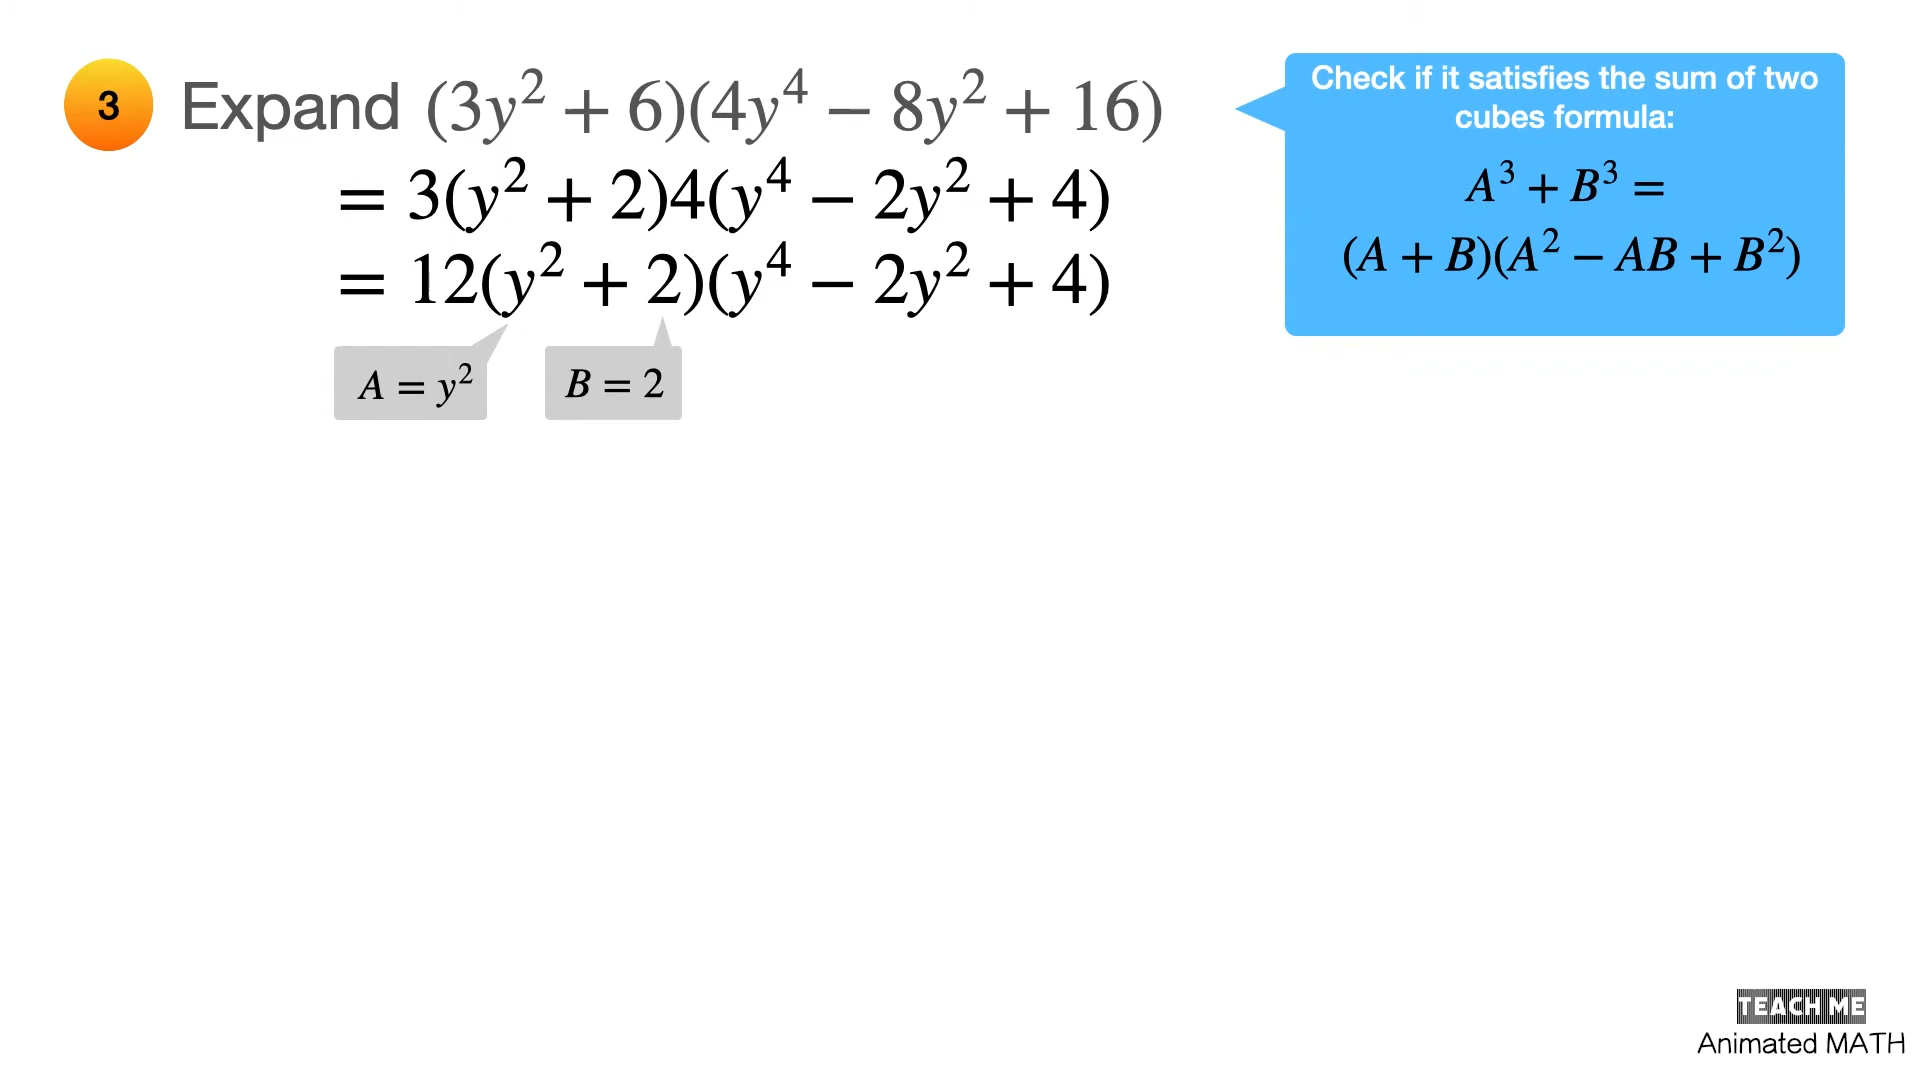 3
Expand (3y² + 6)(4y⁴ − 8y² + 16)
= 3(y² + 2)4(y⁴ − 2y² + 4)
= 12(y² + 2)(y⁴ − 2y² + 4)
A = y²
B = 2
Check if it satisfies the sum of two
cubes formula:
A³ + B³ =
(A + B)(A² − AB + B²)
TEACH ME
Animated MATH